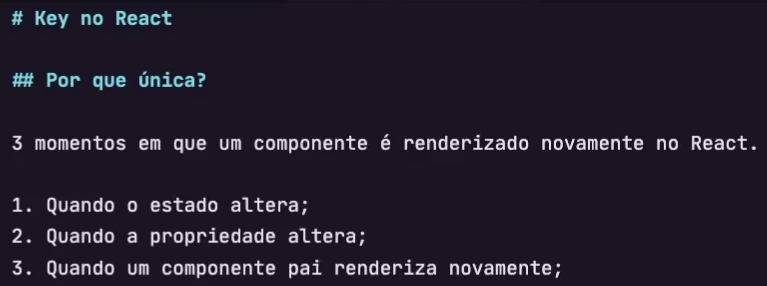 # Key no React
## Por que única?
3 momentos em que um componente é renderizado novamente no React.
1. Quando o estado altera;
2. Quando a propriedade altera;
3. Quando um componente pai renderiza novamente;